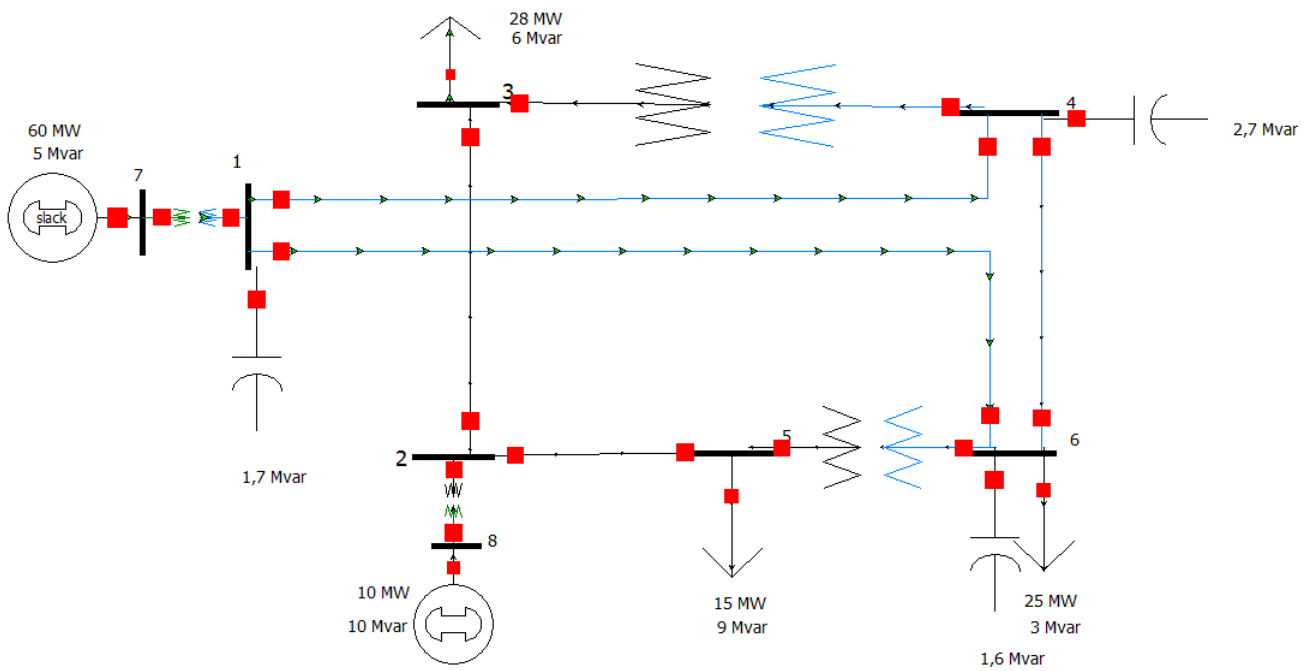 28 MW
6 Mvar
3
4
2,7 Mvar
60 MW
5 Mvar
1
7
slack
5
6
2
1,7 Mvar
8
10 MW
10 Mvar
15 MW
9 Mvar
25 MW
3 Mvar
1,6 Mvar